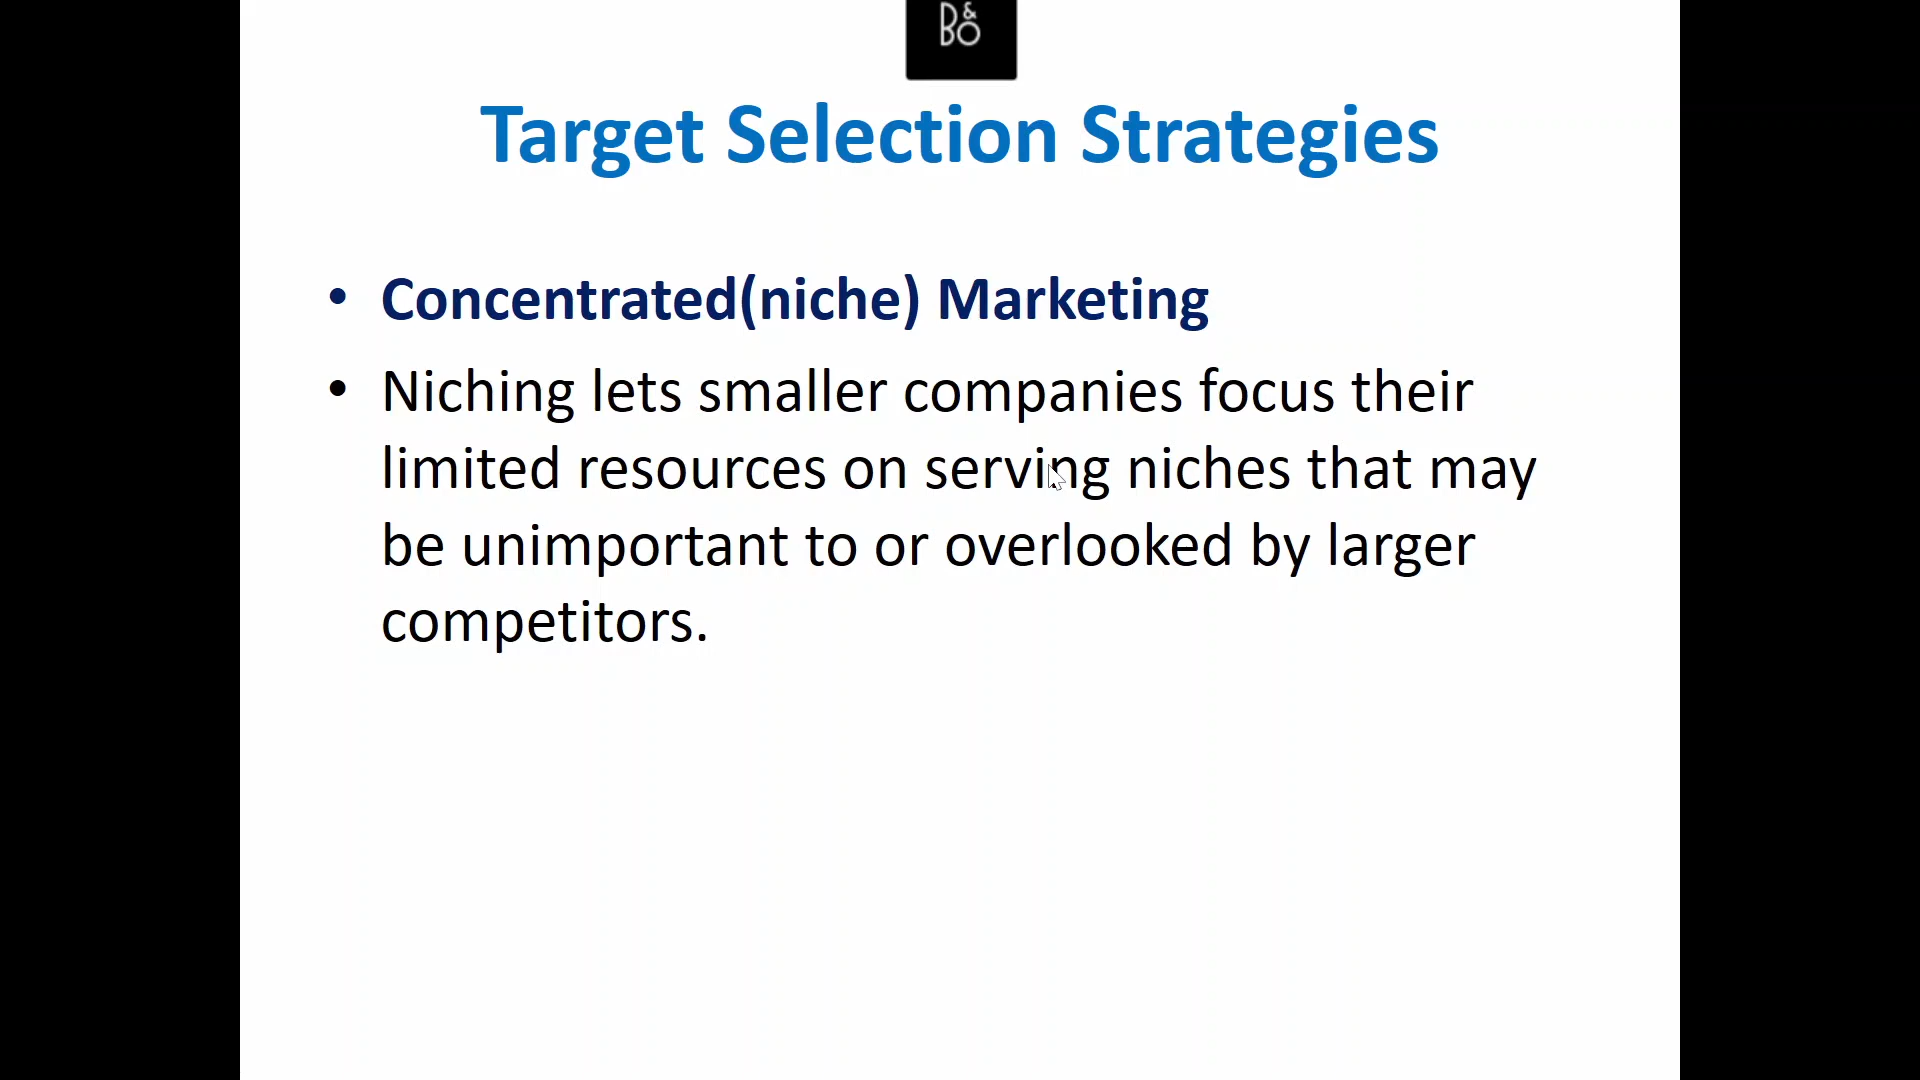 B&O
Target Selection Strategies
• Concentrated(niche) Marketing
• Niching lets smaller companies focus their
limited resources on serving niches that may
be unimportant to or overlooked by larger
competitors.